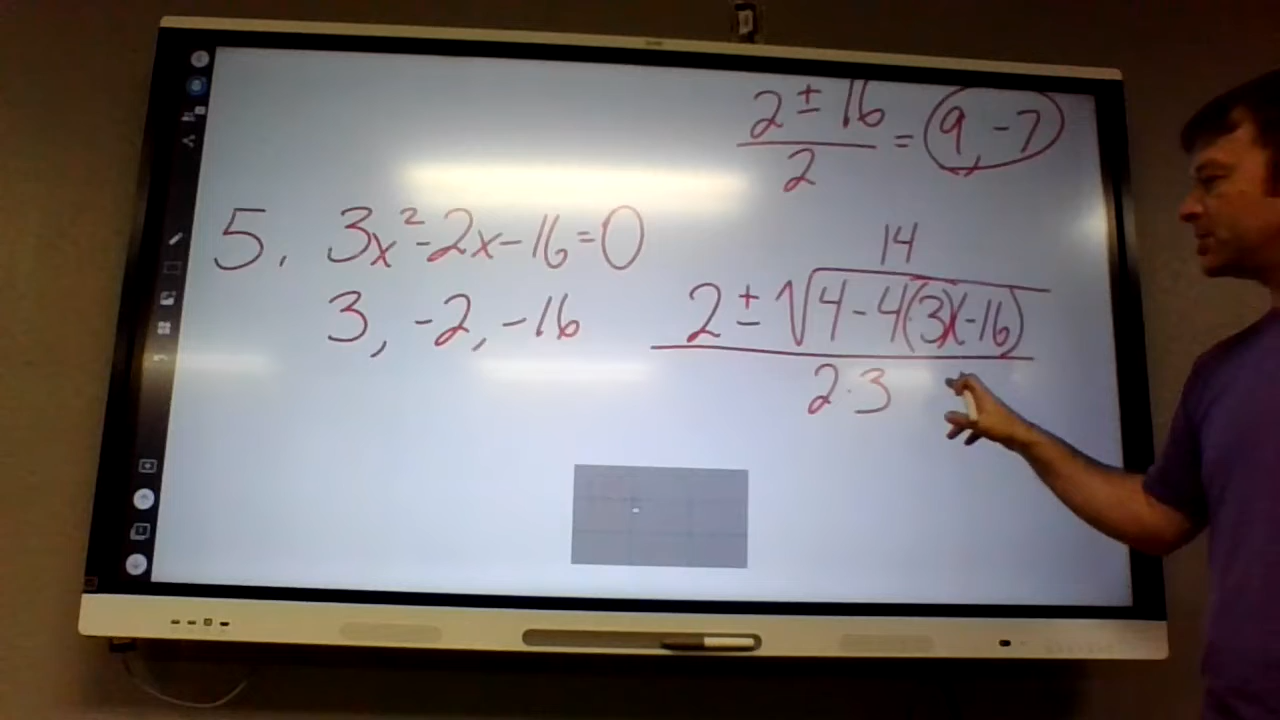 2 ± 16
/ 2 = 9, -7
5. 3x²-2x-16=0
3, -2, -16
14
2 ± √4-4(3)(-16)
2·3